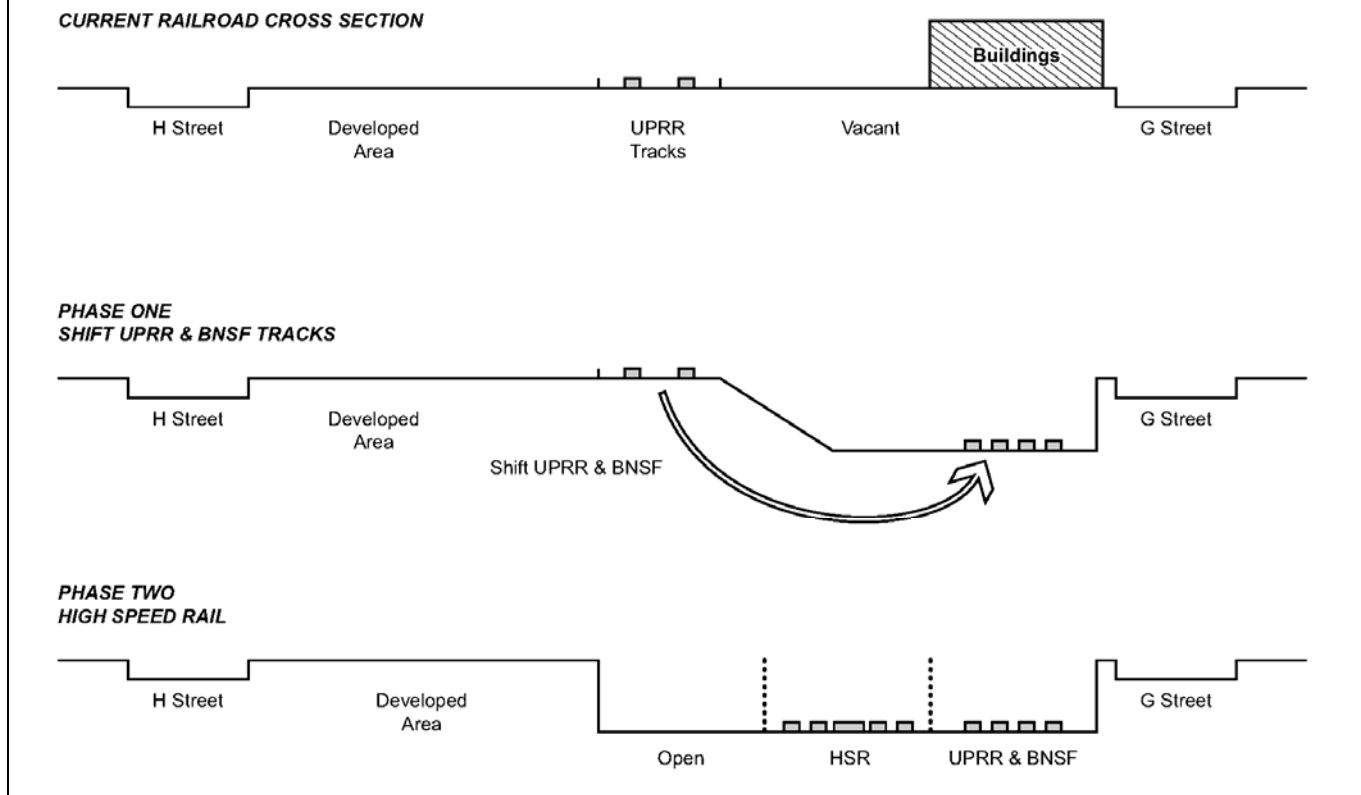 CURRENT RAILROAD CROSS SECTION
Buildings
H Street
Developed
Area
UPRR
Tracks
Vacant
G Street
PHASE ONE
SHIFT UPRR & BNSF TRACKS
H Street
Developed
Area
Shift UPRR & BNSF
G Street
PHASE TWO
HIGH SPEED RAIL
H Street
Developed
Area
G Street
Open
HSR
UPRR & BNSF